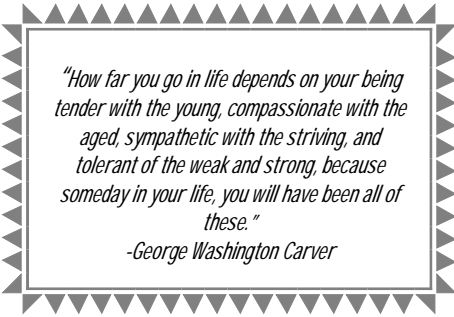 “How far you go in life depends on your being
tender with the young, compassionate with the
aged, sympathetic with the striving, and
tolerant of the weak and strong, because
someday in your life, you will have been all of
these.”
-George Washington Carver